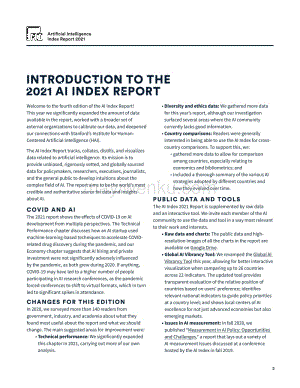 Artificial Intelligence
Index Report 2021
INTRODUCTION TO THE
2021 AI INDEX REPORT
Welcome to the fourth edition of the AI Index Report!
This year we significantly expanded the amount of data
available in the report, worked with a broader set of
external organizations to calibrate our data, and deepened
our connections with Stanford's Institute for Human-
Centered Artificial Intelligence (HAI).
The AI Index Report tracks, collates, distills, and visualizes
data related to artificial intelligence. Its mission is to
provide unbiased, rigorously vetted, and globally sourced
data for policymakers, researchers, executives, journalists,
and the general public to develop intuitions about the
complex field of AI. The report aims to be the world's most
credible and authoritative source for data and insights
about AI.
COVID AND AI
The 2021 report shows the effects of COVID-19 on AI
development from multiple perspectives. The Technical
Performance chapter discusses how an AI startup used
machine-learning-based techniques to accelerate COVID-
related drug discovery during the pandemic, and our
Economy chapter suggests that AI hiring and private
investment were not significantly adversely influenced
by the pandemic, as both grew during 2020. If anything,
COVID-19 may have led to a higher number of people
participating in AI research conferences, as the pandemic
forced conferences to shift to virtual formats, which in turn
led to significant spikes in attendance.
CHANGES FOR THIS EDITION
In 2020, we surveyed more than 140 readers from
government, industry, and academia about what they
found most useful about the report and what we should
change. The main suggested areas for improvement were:
• Technical performance: We significantly expanded
this chapter in 2021, carrying out more of our own
analysis.
• Diversity and ethics data: We gathered more data
for this year's report, although our investigation
surfaced several areas where the AI community
currently lacks good information.
• Country comparisons: Readers were generally
interested in being able to use the AI Index for cross-
country comparisons. To support this, we:
• gathered more data to allow for comparison
among countries, especially relating to
economics and bibliometrics; and
• included a thorough summary of the various AI
strategies adopted by different countries and
how they evolved over time.
PUBLIC DATA AND TOOLS
The AI Index 2021 Report is supplemented by raw data
and an interactive tool. We invite each member of the AI
community to use the data and tool in a way most relevant
to their work and interests.
• Raw data and charts: The public data and high-
resolution images of all the charts in the report are
available on Google Drive.
• Global AI Vibrancy Tool: We revamped the Global AI
Vibrancy Tool this year, allowing for better interactive
visualization when comparing up to 26 countries
across 22 indicators. The updated tool provides
transparent evaluation of the relative position of
countries based on users' preference; identifies
relevant national indicators to guide policy priorities
at a country level; and shows local centers of AI
excellence for not just advanced economies but also
emerging markets.
• Issues in AI measurement: In fall 2020, we
published "Measurement in AI Policy: Opportunities
and Challenges," a report that lays out a variety of
AI measurement issues discussed at a conference
hosted by the AI Index in fall 2019.
3